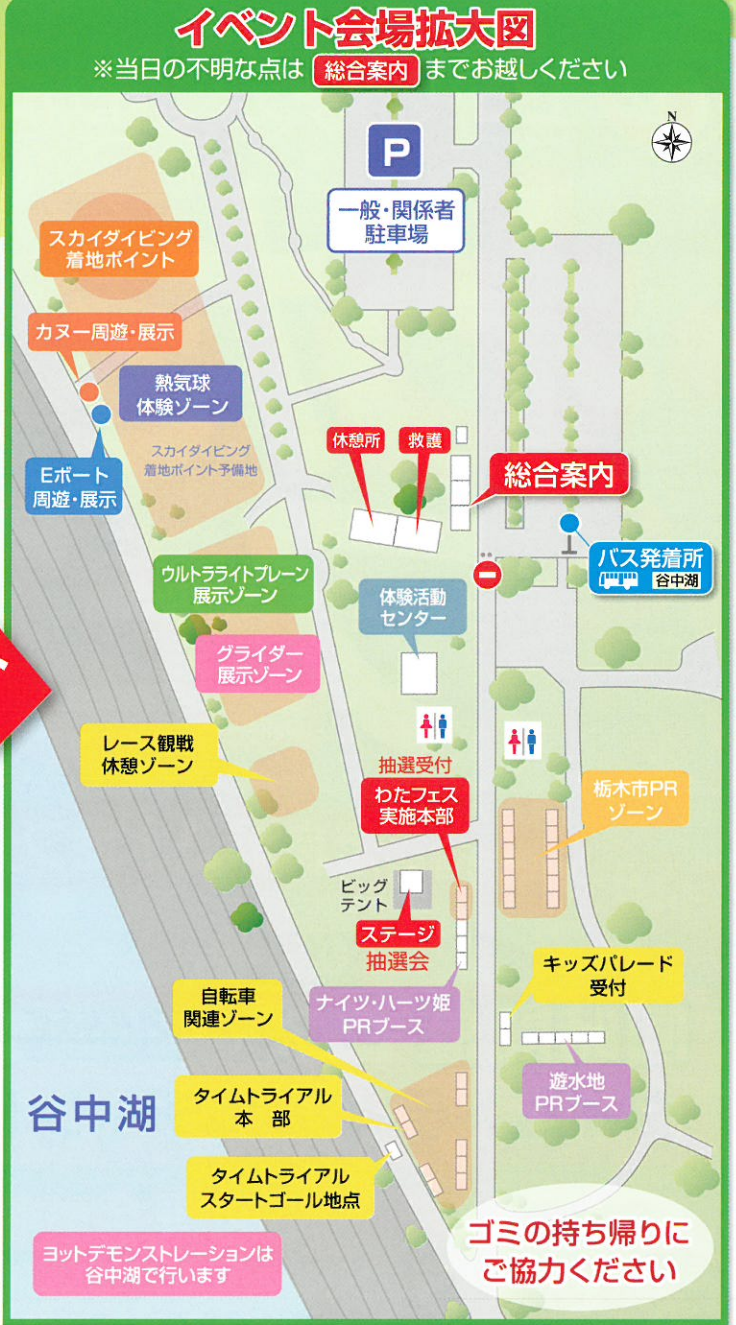 イベント会場拡大図
※当日の不明な点は 総合案内 までお越しください
N
P
一般・関係者
駐車場
スカイダイビング
着地ポイント
カヌー周遊・展示
熱気球
体験ゾーン
スカイダイビング
着地ポイント予備地
Eボート
周遊・展示
休憩所
救護
総合案内
バス発着所
谷中湖
ウルトラライトプレーン
展示ゾーン
体験活動
センター
グライダー
展示ゾーン
レース観戦
休憩ゾーン
抽選受付
わたフェス
実施本部
栃木市PR
ゾーン
ビッグ
テント
ステージ
抽選会
キッズパレード
受付
自転車
関連ゾーン
ナイツ・ハーツ姫
PRブース
遊水地
PRブース
谷中湖
タイムトライアル
本 部
タイムトライアル
スタートゴール地点
ヨットデモンストレーションは
谷中湖で行います
ゴミの持ち帰りに
ご協力ください